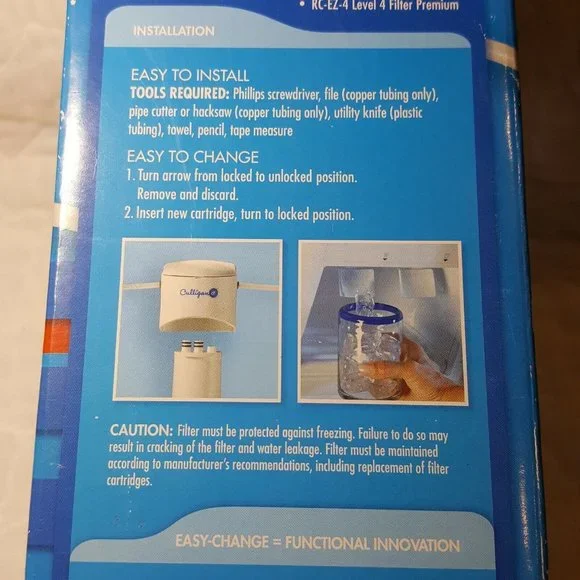 • RC-EZ-4 Level 4 Filter Premium
INSTALLATION
EASY TO INSTALL
TOOLS REQUIRED: Phillips screwdriver, file (copper tubing only),
pipe cutter or hacksaw (copper tubing only), utility knife (plastic
tubing), towel, pencil, tape measure
EASY TO CHANGE
1. Turn arrow from locked to unlocked position.
Remove and discard.
2. Insert new cartridge, turn to locked position.
Culligan
CAUTION: Filter must be protected against freezing. Failure to do so may
result in cracking of the filter and water leakage. Filter must be maintained
according to manufacturer's recommendations, including replacement of filter
cartridges.
EASY-CHANGE = FUNCTIONAL INNOVATION